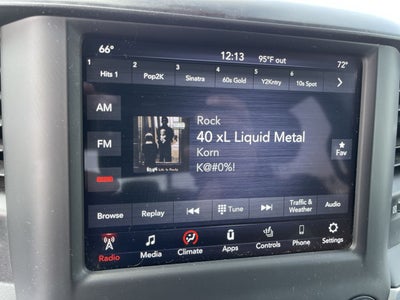 66° 12:13 95°F out 72°
1 2 3 4 5 6
Hits 1 Pop2K Sinatra 60s Gold Y2Kntry 10s Spot
AM
FM
Rock
40 xL Liquid Metal
Korn
K@#0%!
Fav
Browse Replay Tune Traffic & Weather Audio
Radio Media Climate Apps Controls Phone Settings